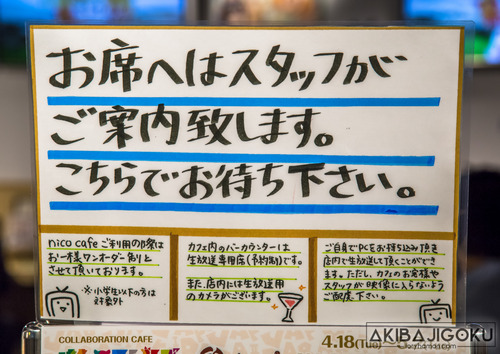 お席へはスタッフが
ご案内致します。
こちらでお待ち下さい。
nico cafe ご利用の際は
お一様ワンオーダー制と
させて頂いております。
※小学生以下の方は
対象外
カフェ内のバーカウンターは
生放送専用席(予約制)です。
また、店内には生放送用
のカメラがございます。
ご自身でPCをお持ち込み頂き
店内で生放送して頂くことができ
ます。ただし、カフェのお客様や
スタッフが映像に入らないよう
ご配慮下さい。
COLLABORATION CAFE
4.18(TUE)
AKIBAJIGOKU